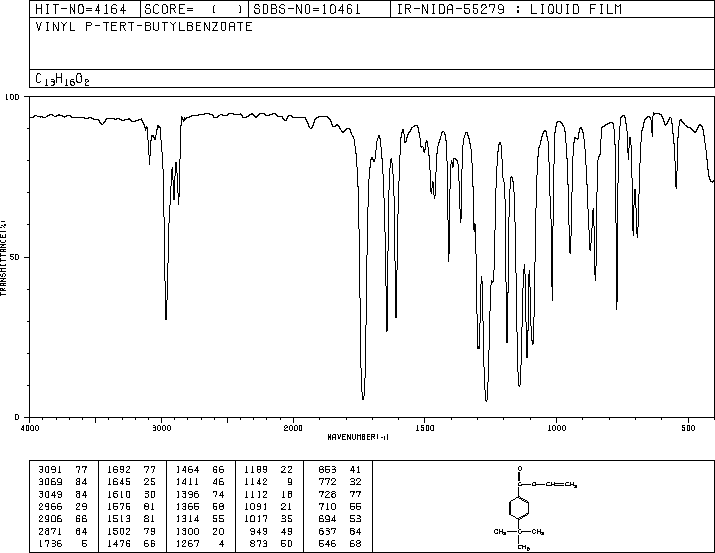 HIT-NO=4164 SCORE= ( ) SDBS-NO=10461 IR-NIDA-55279 : LIQUID FILM
VINYL P-TERT-BUTYLBENZOATE
C13H16O2
100
50
0
TRANSMITTANCE(%)
4000 3000 2000 1500 1000 500
WAVENUMBER(-1)
3091 77 1692 77 1464 66 1189 22 853 41
3069 84 1645 25 1411 46 1142 9 772 32
3049 84 1610 30 1396 74 1112 18 728 77
2966 29 1576 81 1365 58 1091 21 710 55
2906 66 1513 81 1314 55 1017 35 694 53
2871 64 1502 79 1300 20 949 49 637 84
1736 5 1476 66 1267 4 873 50 546 68
O
C O CH CH2
CH3 C CH3
CH3